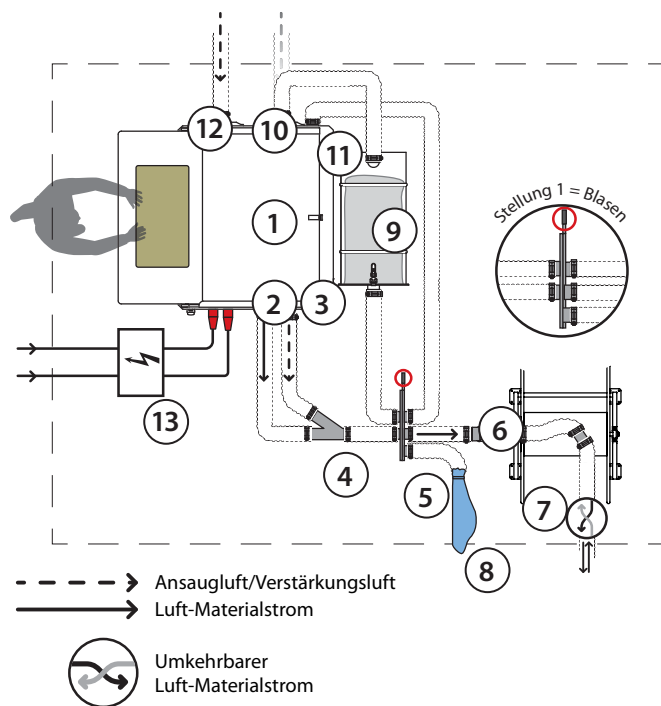 12
10
11
1
9
Stellung 1 = Blasen
2
3
13
4
6
5
7
8
Ansaugluft/Verstärkungsluft
Luft-Materialstrom
Umkehrbarer
Luft-Materialstrom